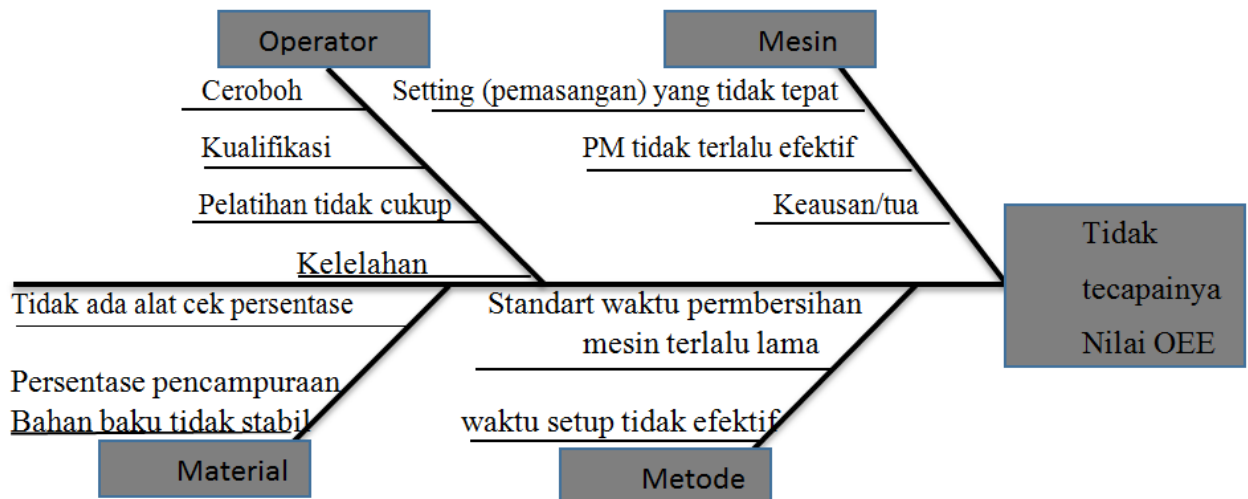 Operator
Mesin
Ceroboh
Setting (pemasangan) yang tidak tepat
Kualifikasi
PM tidak terlalu efektif
Pelatihan tidak cukup
Keausan/tua
Kelelahan
Tidak
tecapainya
Nilai OEE
Tidak ada alat cek persentase
Standart waktu permbersihan
mesin terlalu lama
Persentase pencampuraan
Bahan baku tidak stabil
waktu setup tidak efektif
Material
Metode